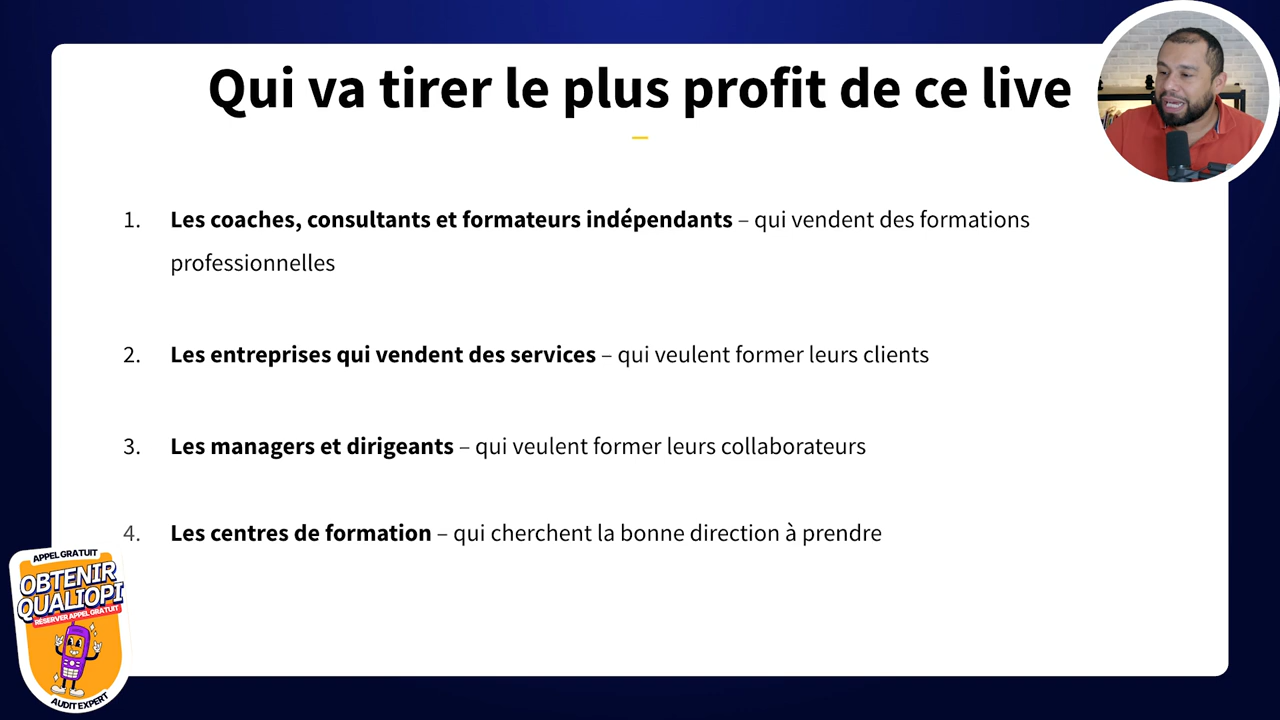 Qui va tirer le plus profit de ce live
1. Les coaches, consultants et formateurs indépendants – qui vendent des formations
professionnelles
2. Les entreprises qui vendent des services – qui veulent former leurs clients
3. Les managers et dirigeants – qui veulent former leurs collaborateurs
4. Les centres de formation – qui cherchent la bonne direction à prendre
APPEL GRATUIT
OBTENIR
QUALIOPI
RÉSERVER APPEL GRATUIT
AUDIT EXPERT